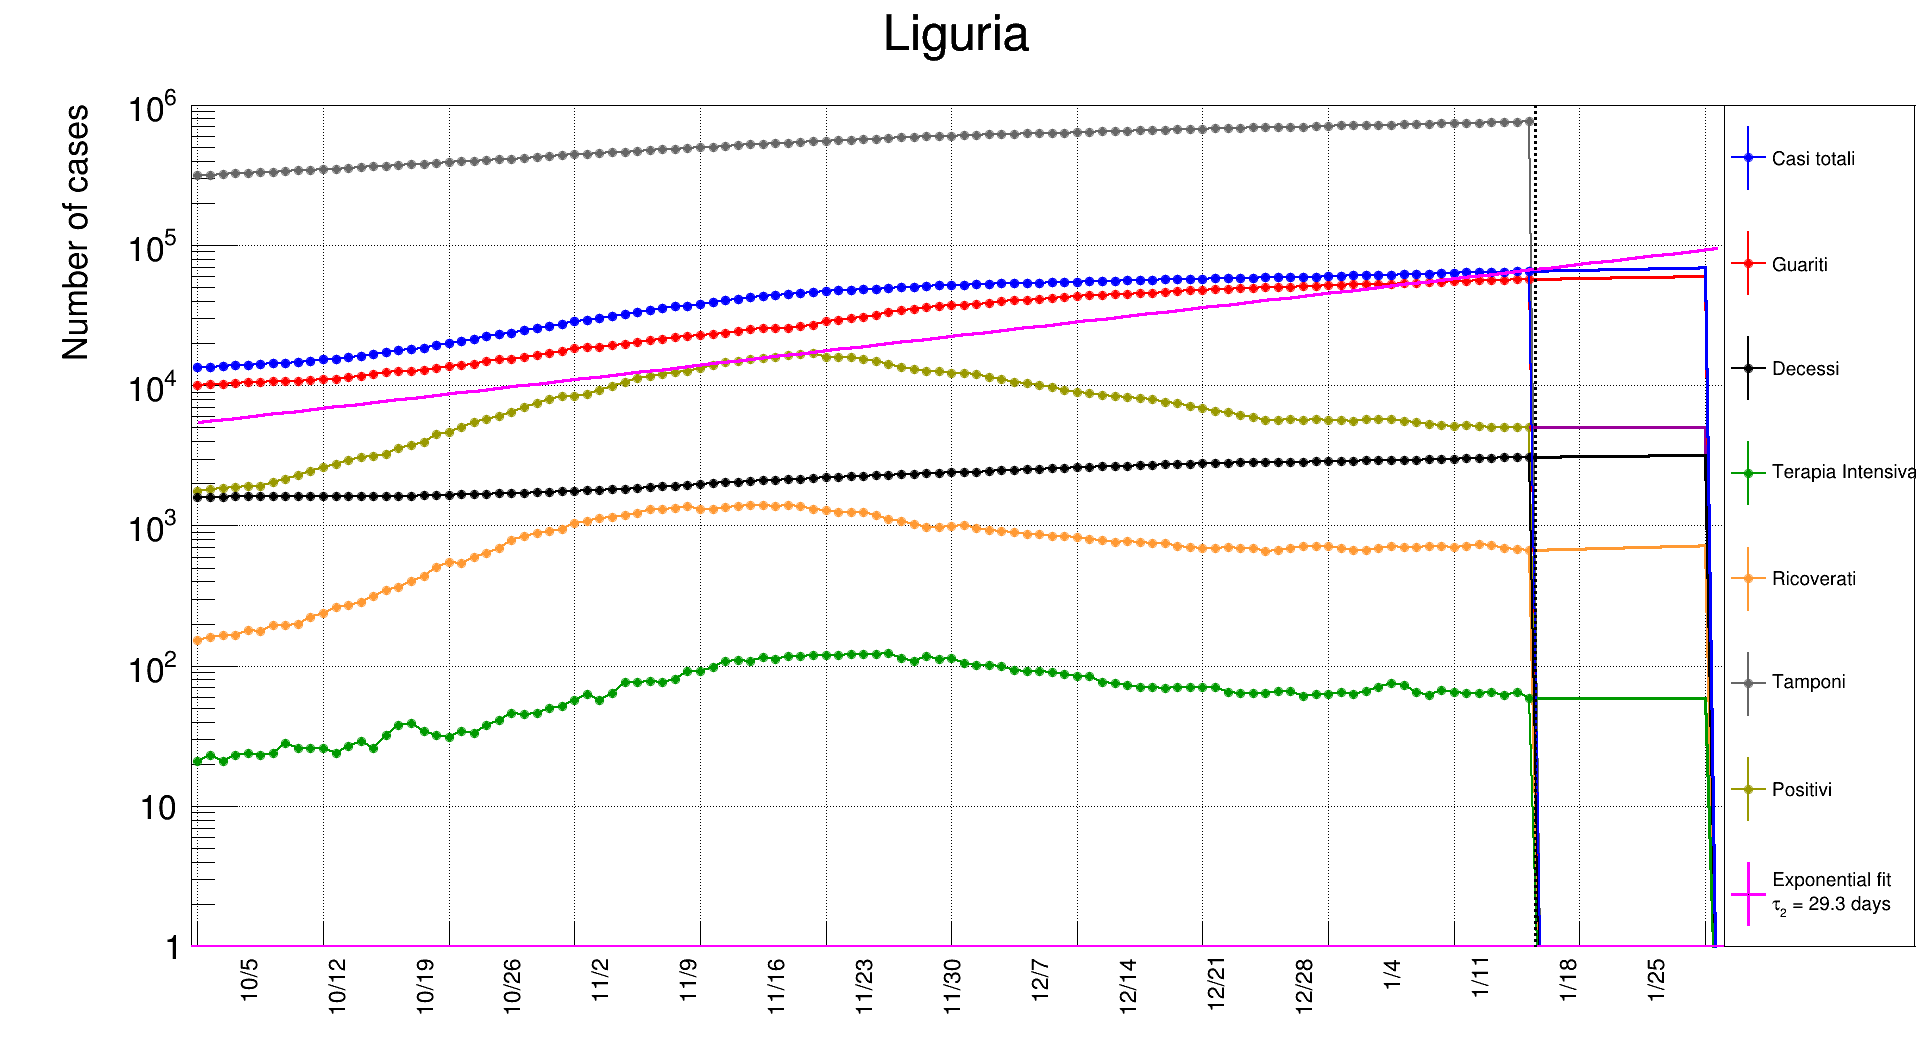 Liguria
Number of cases
10^6
10^5
10^4
10^3
10^2
10
1
10/5
10/12
10/19
10/26
11/2
11/9
11/16
11/23
11/30
12/7
12/14
12/21
12/28
1/4
1/11
1/18
1/25
Casi totali
Guariti
Decessi
Terapia Intensiva
Ricoverati
Tamponi
Positivi
Exponential fit
τ₂ = 29.3 days